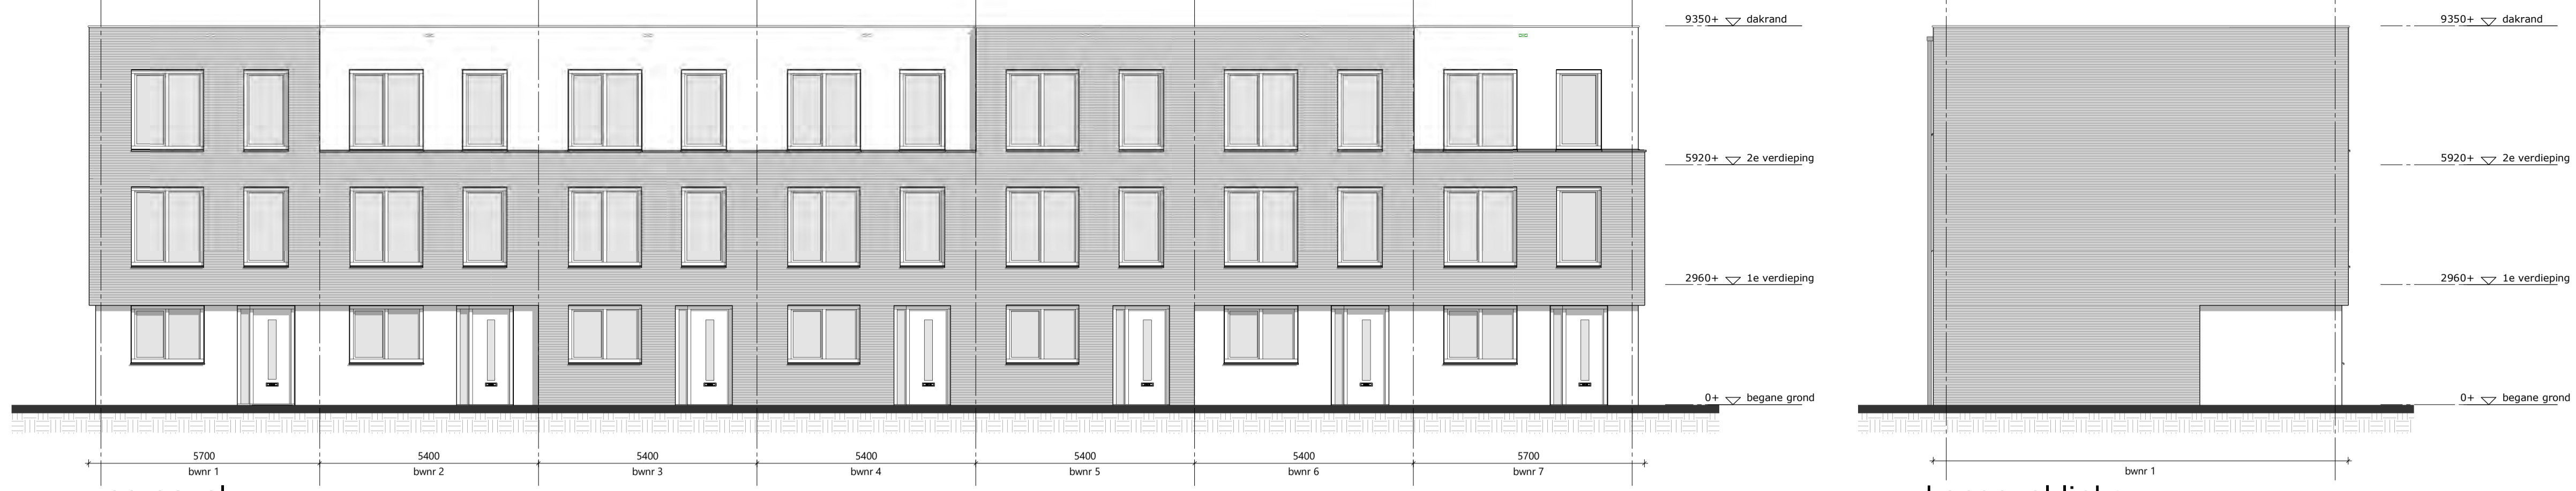 9350+ dakrand
9350+ dakrand
5920+ 2e verdieping
5920+ 2e verdieping
2960+ 1e verdieping
2960+ 1e verdieping
0+ begane grond
0+ begane grond
5700 5400 5400 5400 5400 5400 5700
bwnr 1 bwnr 2 bwnr 3 bwnr 4 bwnr 5 bwnr 6 bwnr 7
bwnr 1